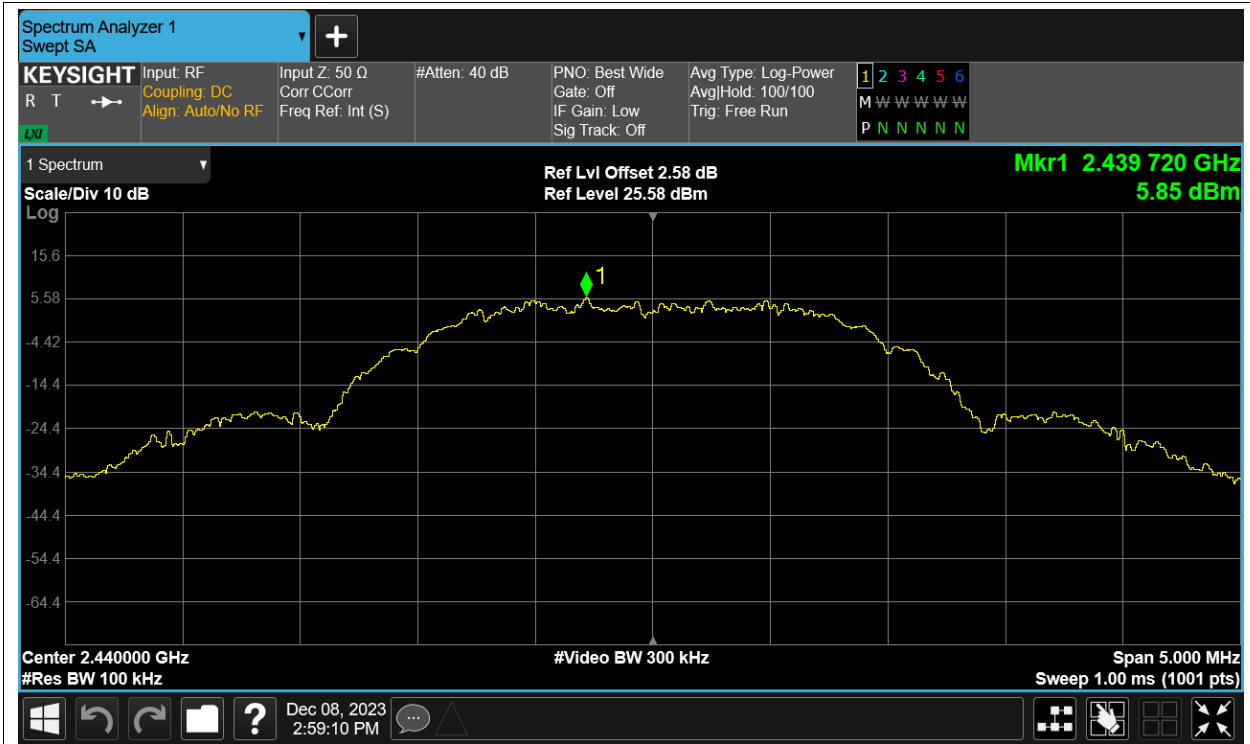 Spectrum Analyzer 1
Swept SA
KEYSIGHT
R T
LXI
Input: RF
Coupling: DC
Align: Auto/No RF
Input Z: 50 Ω
Corr CCorr
Freq Ref: Int (S)
#Atten: 40 dB
PNO: Best Wide
Gate: Off
IF Gain: Low
Sig Track: Off
Avg Type: Log-Power
Avg|Hold: 100/100
Trig: Free Run
1 2 3 4 5 6
M W W W W W
P N N N N N
1 Spectrum
Scale/Div 10 dB
Log
Ref Lvl Offset 2.58 dB
Ref Level 25.58 dBm
Mkr1 2.439 720 GHz
5.85 dBm
1
15.6
5.58
-4.42
-14.4
-24.4
-34.4
-44.4
-54.4
-64.4
Center 2.440000 GHz
#Res BW 100 kHz
#Video BW 300 kHz
Span 5.000 MHz
Sweep 1.00 ms (1001 pts)
?
Dec 08, 2023
2:59:10 PM